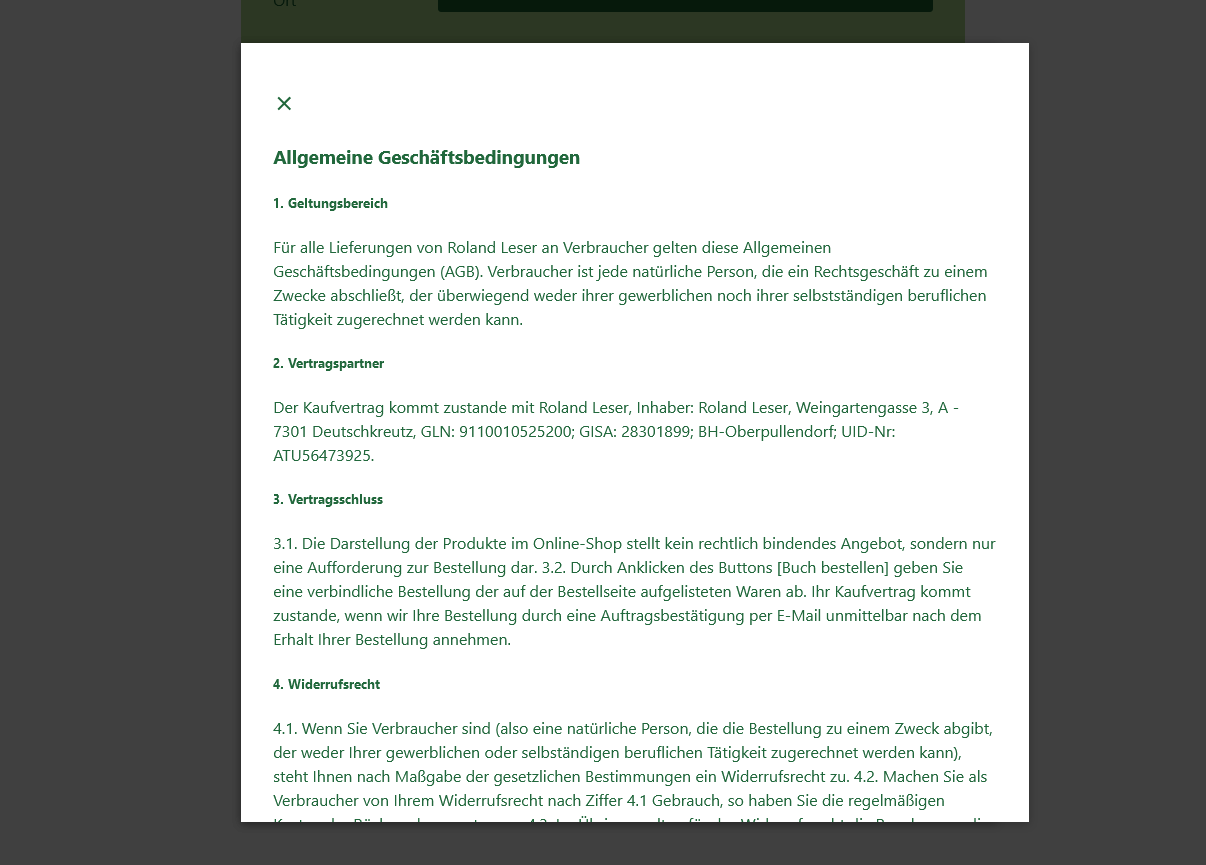 Ort
Allgemeine Geschäftsbedingungen
1. Geltungsbereich
Für alle Lieferungen von Roland Leser an Verbraucher gelten diese Allgemeinen
Geschäftsbedingungen (AGB). Verbraucher ist jede natürliche Person, die ein Rechtsgeschäft zu einem
Zwecke abschließt, der überwiegend weder ihrer gewerblichen noch ihrer selbstständigen beruflichen
Tätigkeit zugerechnet werden kann.
2. Vertragspartner
Der Kaufvertrag kommt zustande mit Roland Leser, Inhaber: Roland Leser, Weingartengasse 3, A -
7301 Deutschkreutz, GLN: 9110010525200; GISA: 28301899; BH-Oberpullendorf; UID-Nr:
ATU56473925.
3. Vertragsschluss
3.1. Die Darstellung der Produkte im Online-Shop stellt kein rechtlich bindendes Angebot, sondern nur
eine Aufforderung zur Bestellung dar. 3.2. Durch Anklicken des Buttons [Buch bestellen] geben Sie
eine verbindliche Bestellung der auf der Bestellseite aufgelisteten Waren ab. Ihr Kaufvertrag kommt
zustande, wenn wir Ihre Bestellung durch eine Auftragsbestätigung per E-Mail unmittelbar nach dem
Erhalt Ihrer Bestellung annehmen.
4. Widerrufsrecht
4.1. Wenn Sie Verbraucher sind (also eine natürliche Person, die die Bestellung zu einem Zweck abgibt,
der weder Ihrer gewerblichen oder selbständigen beruflichen Tätigkeit zugerechnet werden kann),
steht Ihnen nach Maßgabe der gesetzlichen Bestimmungen ein Widerrufsrecht zu. 4.2. Machen Sie als
Verbraucher von Ihrem Widerrufsrecht nach Ziffer 4.1 Gebrauch, so haben Sie die regelmäßigen